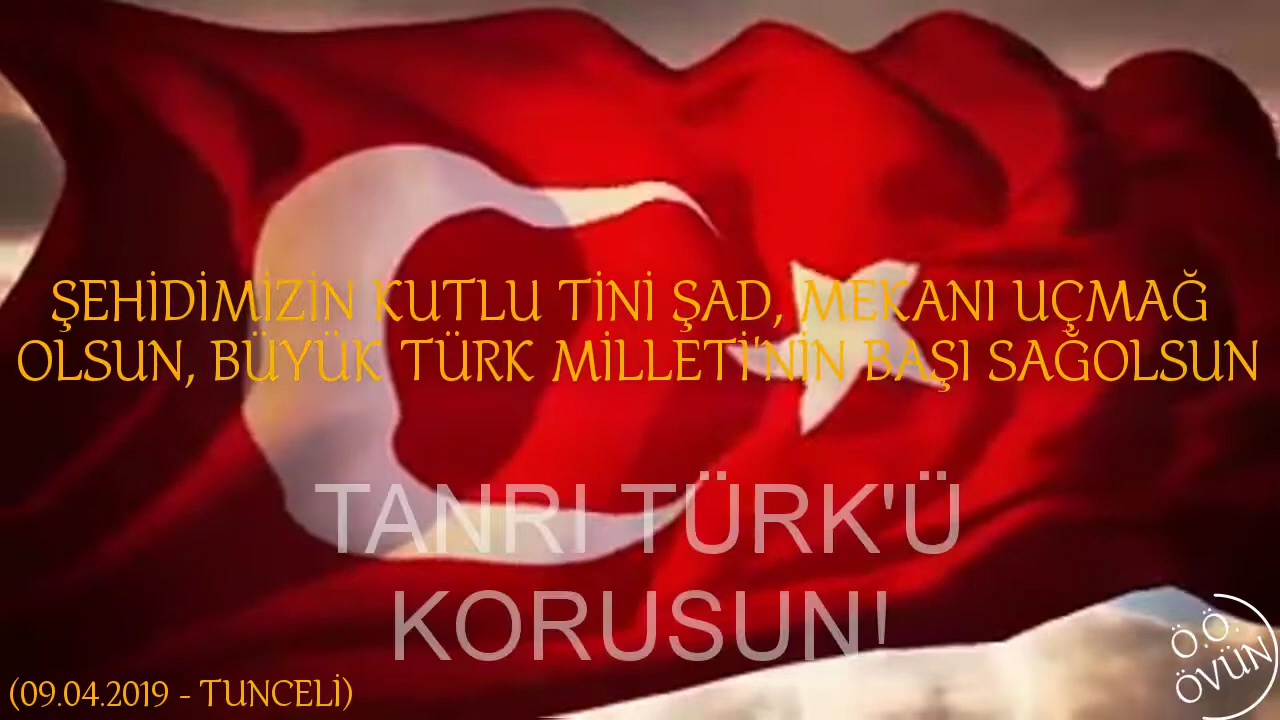 ŞEHİDİMİZİN KUTLU TİNİ ŞAD, MEKANI UÇMAĞ
OLSUN, BÜYÜK TÜRK MİLLETİ'NİN BAŞI SAĞOLSUN
TANRI TÜRK'Ü
KORUSUN!
(09.04.2019 - TUNCELİ)
Ö.Ö.
ÖVÜN